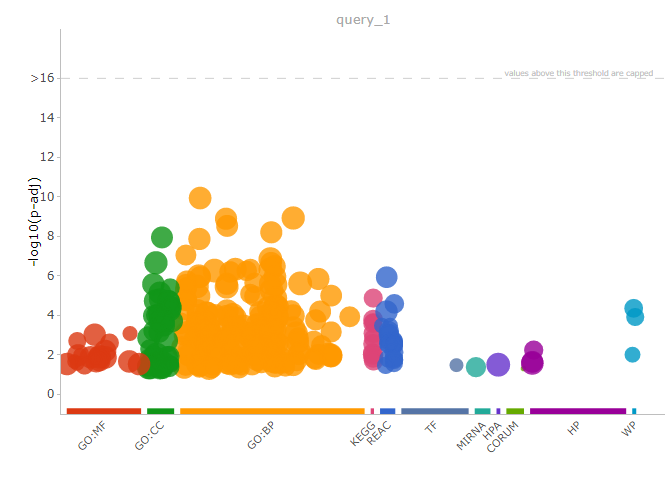 query_1
values above this threshold are capped
>16
14
12
10
8
6
4
2
0
-log10(p-adj)
GO:MF
GO:CC
GO:BP
KEGG
REAC
TF
MIRNA
HPA
CORUM
HP
WP